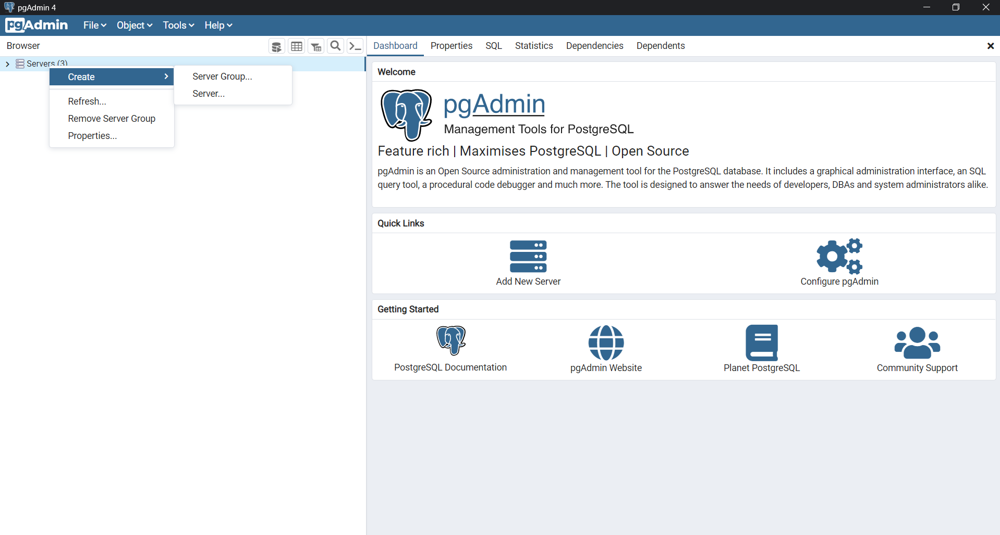 pgAdmin 4
pgAdmin File Object Tools Help
Browser
Dashboard Properties SQL Statistics Dependencies Dependents
Servers (3)
Create
Server Group...
Server...
Refresh...
Remove Server Group
Properties...
Welcome
pgAdmin
Management Tools for PostgreSQL
Feature rich | Maximises PostgreSQL | Open Source
pgAdmin is an Open Source administration and management tool for the PostgreSQL database. It includes a graphical administration interface, an SQL
query tool, a procedural code debugger and much more. The tool is designed to answer the needs of developers, DBAs and system administrators alike.
Quick Links
Add New Server
Configure pgAdmin
Getting Started
PostgreSQL Documentation
pgAdmin Website
Planet PostgreSQL
Community Support